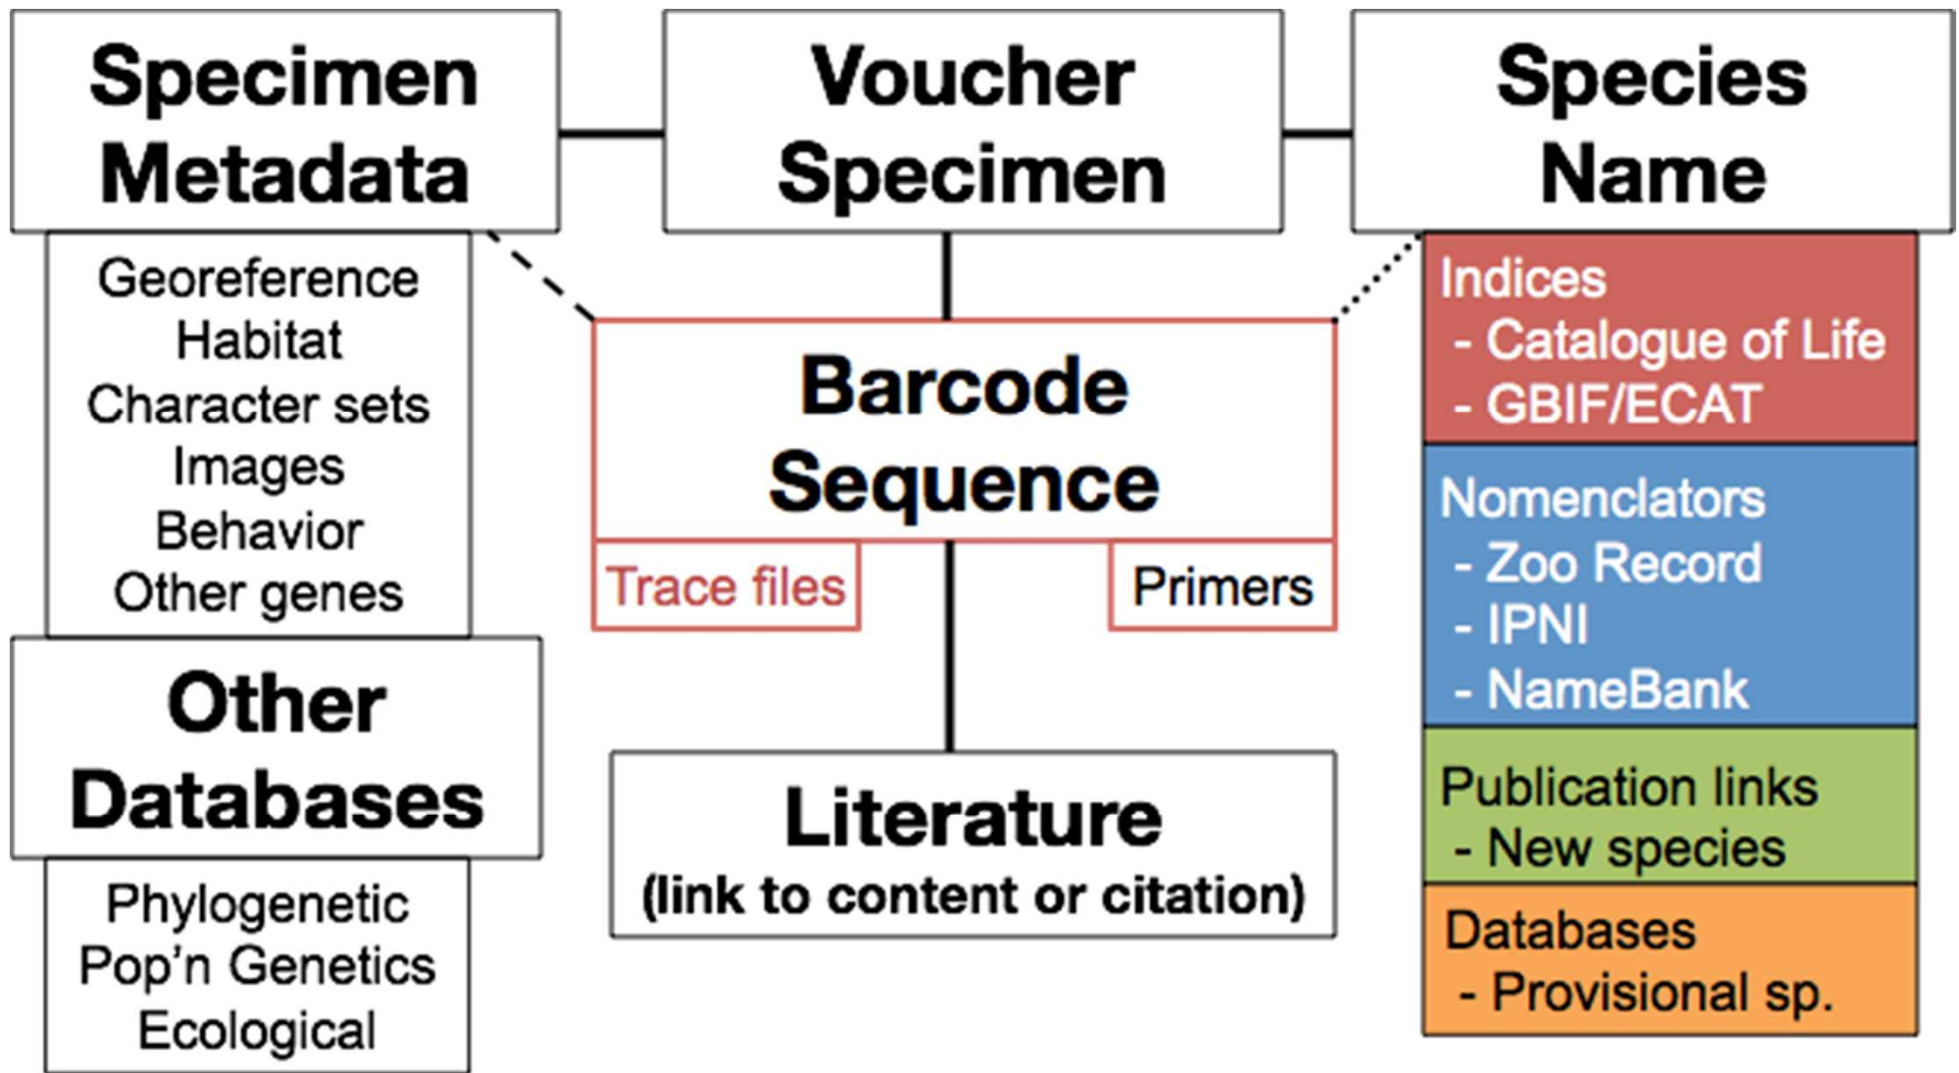 Specimen
Metadata
Georeference
Habitat
Character sets
Images
Behavior
Other genes
Other
Databases
Phylogenetic
Pop’n Genetics
Ecological
Voucher
Specimen
Barcode
Sequence
Trace files
Primers
Literature
(link to content or citation)
Species
Name
Indices
- Catalogue of Life
- GBIF/ECAT
Nomenclators
- Zoo Record
- IPNI
- NameBank
Publication links
- New species
Databases
- Provisional sp.